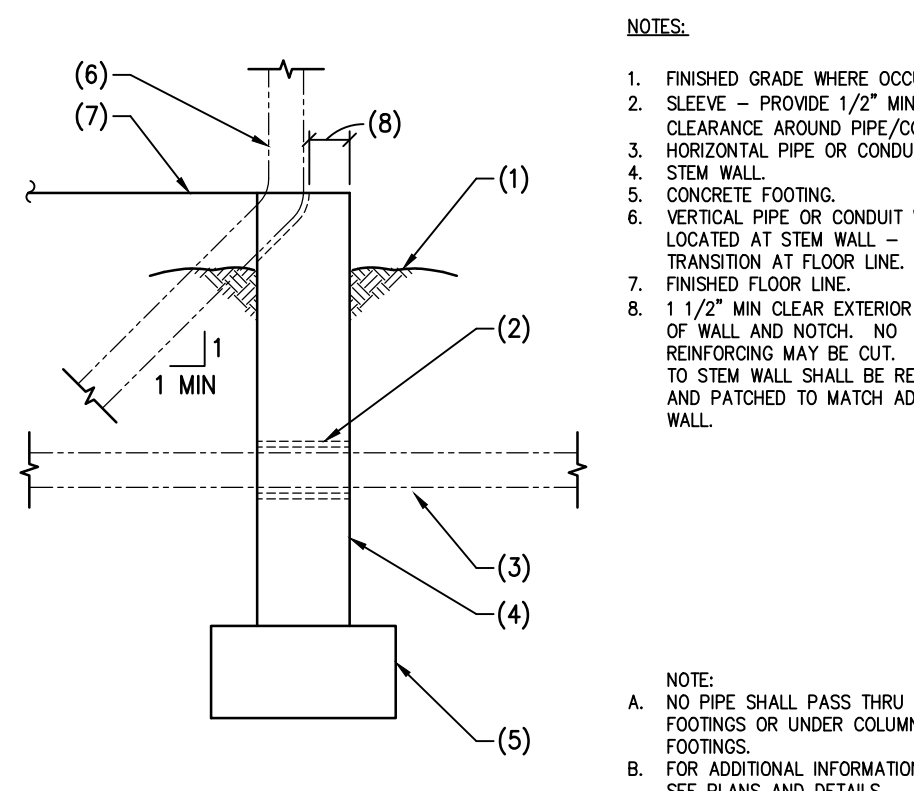 (6)
(7)
(8)
(1)
(2)
1
1 MIN
(3)
(4)
(5)
NOTES:
1. FINISHED GRADE WHERE
2. SLEEVE – PROVIDE 1/2" MIN
CLEARANCE AROUND
3. HORIZONTAL PIPE OR
4. STEM WALL.
5. CONCRETE FOOTING.
6. VERTICAL PIPE OR CONDUIT
LOCATED AT STEM WALL –
TRANSITION AT FLOOR LINE.
7. FINISHED FLOOR LINE.
8. 1 1/2" MIN CLEAR EXTERIOR
OF WALL AND NOTCH. NO
REINFORCING MAY BE CUT.
TO STEM WALL SHALL BE
AND PATCHED TO MATCH
WALL.
NOTE:
A. NO PIPE SHALL PASS THRU
FOOTINGS OR UNDER
FOOTINGS.
B. FOR ADDITIONAL
SEE PLANS AND DETAILS